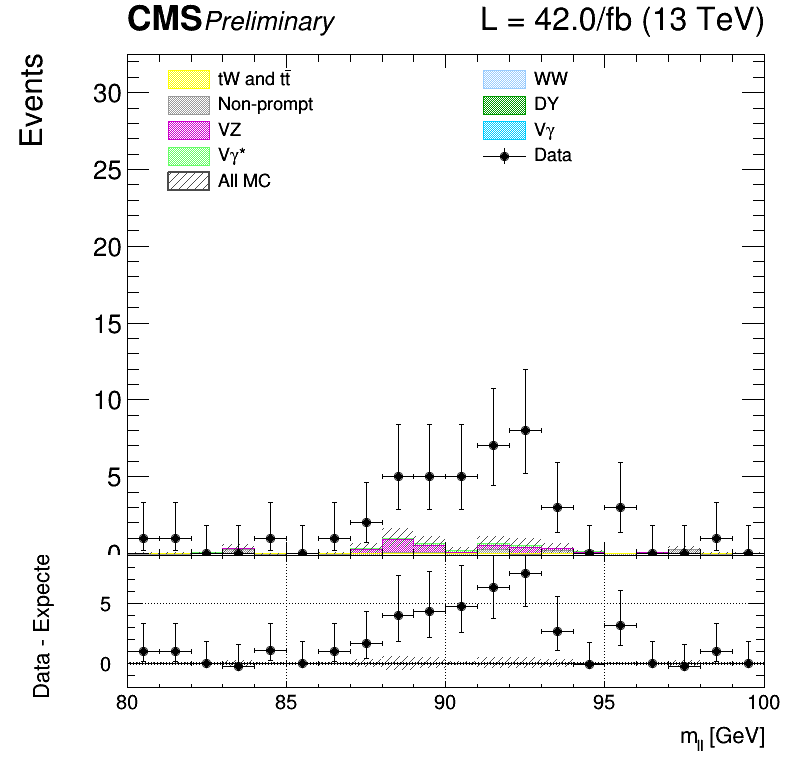 CMS Preliminary L = 42.0/fb (13 TeV)
Events
tW and tt̄
Non-prompt
VZ
Vγ*
All MC
WW
DY
Vγ
Data
30
25
20
15
10
5
0
Data - Expecte
5
0
80 85 90 95 100
m_ll [GeV]